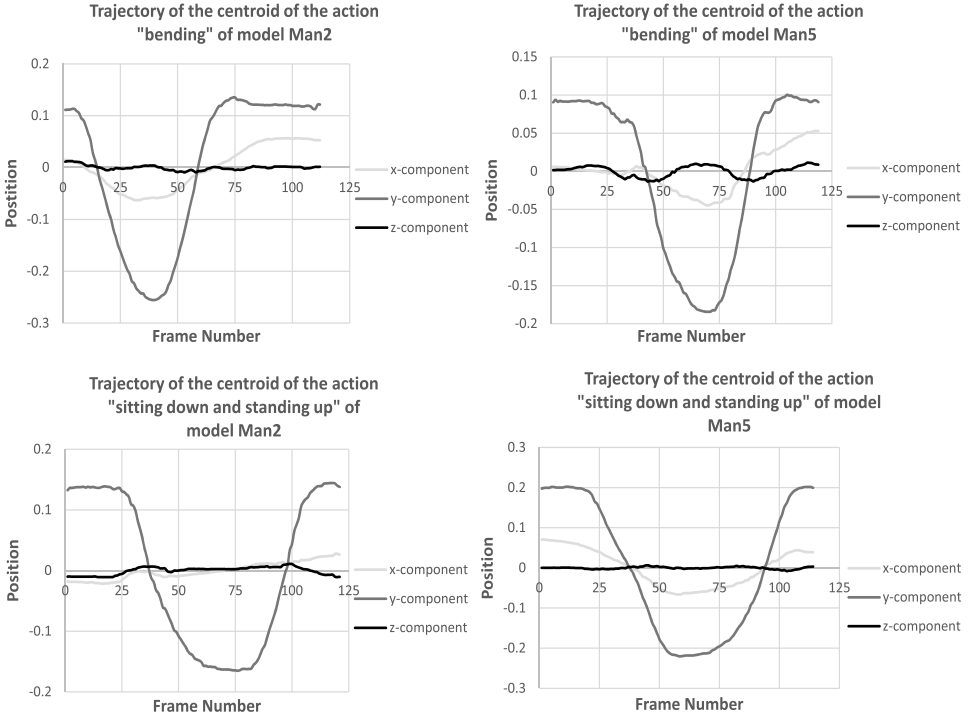 Trajectory of the centroid of the action
"bending" of model Man2
0.2
0.1
0
-0.1
-0.2
-0.3
0 25 50 75 100 125
Postition
Frame Number
x-component
y-component
z-component
Trajectory of the centroid of the action
"bending" of model Man5
0.15
0.1
0.05
0
-0.05
-0.1
-0.15
-0.2
0 25 50 75 100 125
Position
Frame Number
x-component
y-component
z-component
Trajectory of the centroid of the action
"sitting down and standing up" of
model Man2
0.2
0.1
0
-0.1
-0.2
0 25 50 75 100 125
Position
Frame Number
x-component
y-component
z-component
Trajectory of the centroid of the action
"sitting down and standing up" of model
Man5
0.3
0.2
0.1
0
-0.1
-0.2
-0.3
0 25 50 75 100 125
Position
Frame Number
x-component
y-component
z-component